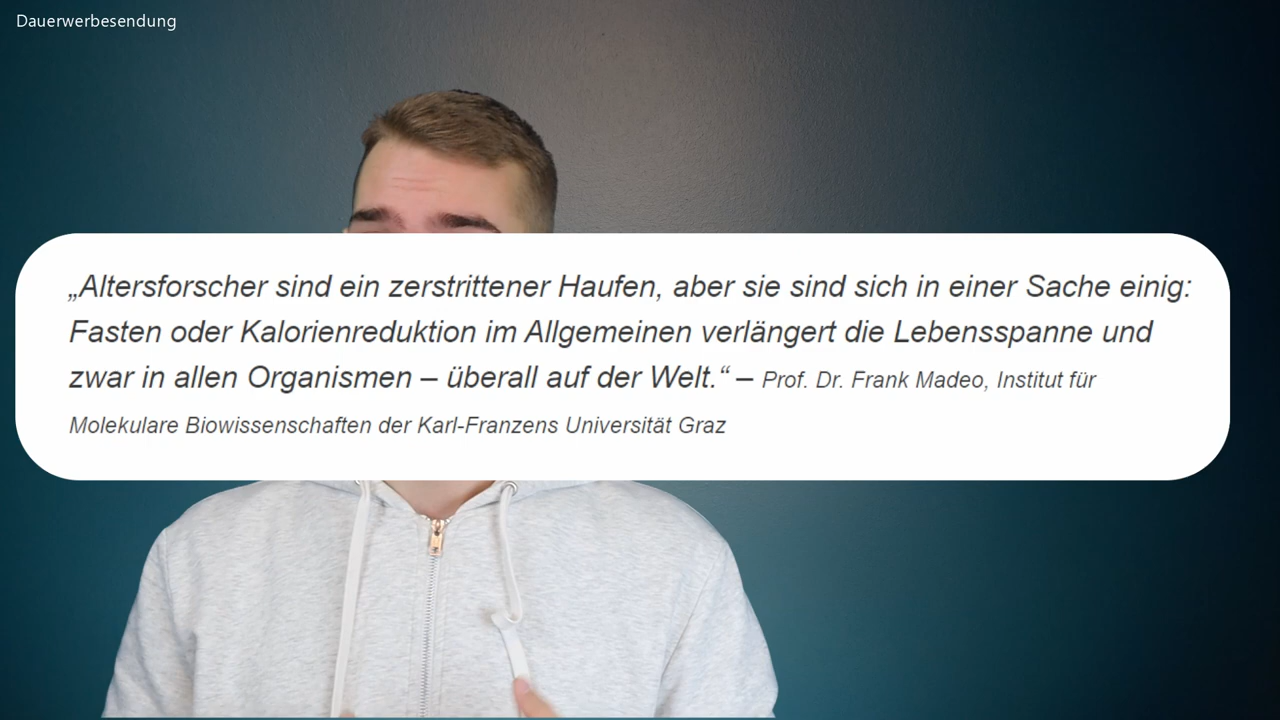 Dauerwerbesendung
„Altersforscher sind ein zerstrittener Haufen, aber sie sind sich in einer Sache einig:
Fasten oder Kalorienreduktion im Allgemeinen verlängert die Lebensspanne und
zwar in allen Organismen – überall auf der Welt.“ – Prof. Dr. Frank Madeo, Institut für
Molekulare Biowissenschaften der Karl-Franzens Universität Graz